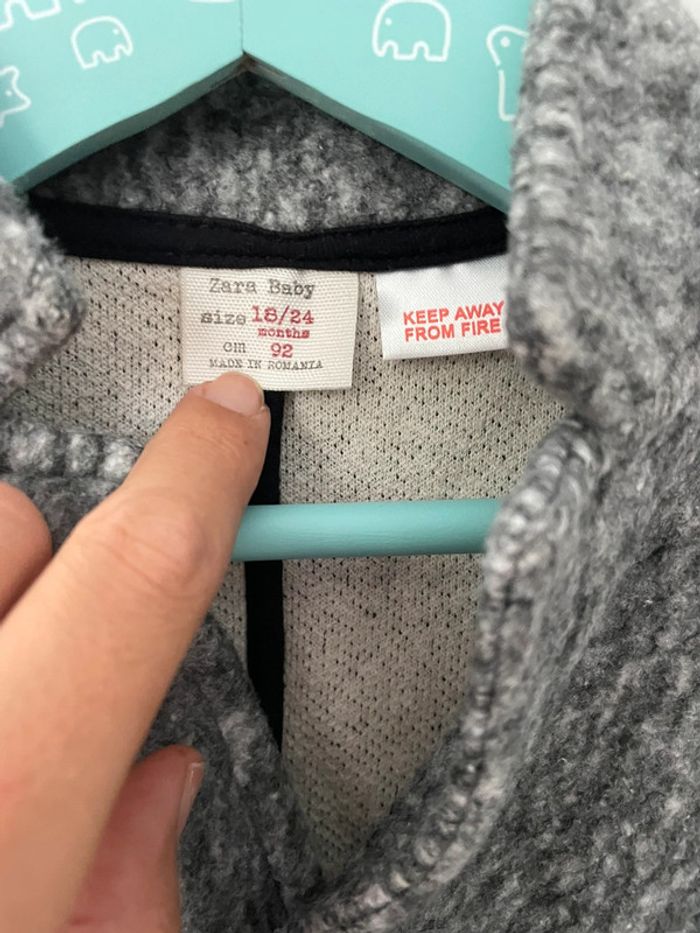 Zara Baby
size 18/24
months
cm 92
MADE IN ROMANIA
KEEP AWAY
FROM FIRE